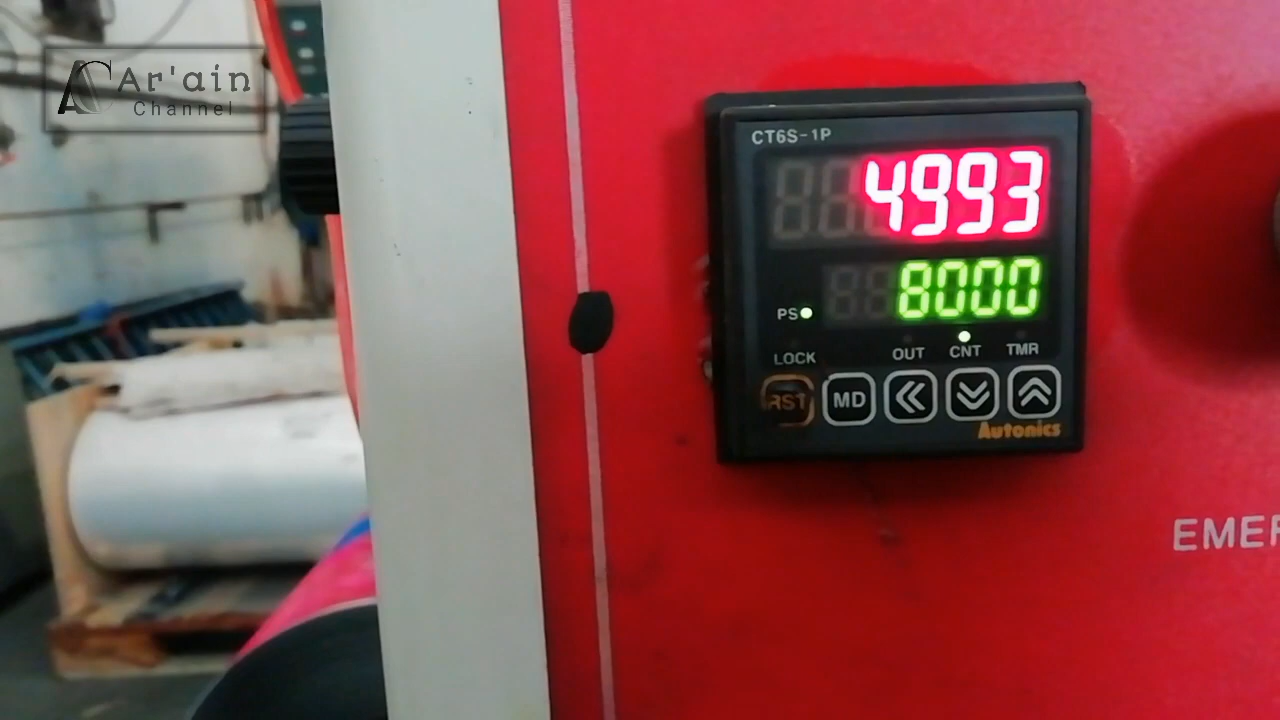 Ar'ain
Channel
CT6S-1P
4993
8000
PS
OUT CNT TMR
LOCK
RST MD
Autonics
EMER